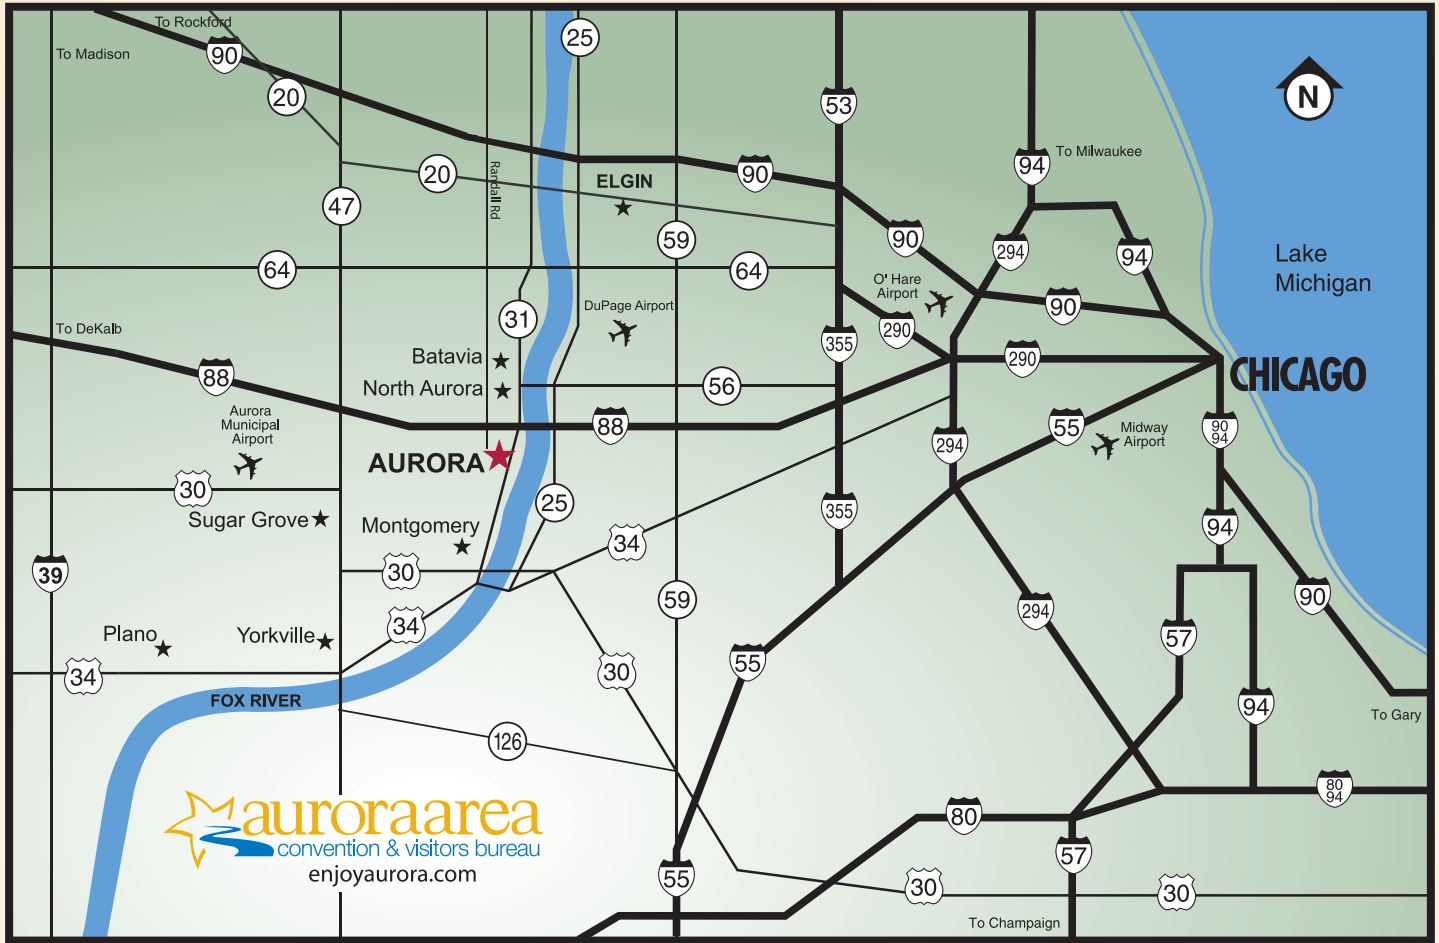 To Rockford
To Madison
90
20
25
53
N
94
To Milwaukee
20
Randall Rd
ELGIN
90
47
59
90
294
94
Lake
Michigan
64
64
O' Hare
Airport
90
31
DuPage Airport
290
To DeKalb
355
Batavia
290
88
North Aurora
56
CHICAGO
Aurora
Municipal
Airport
88
55
Midway
Airport
90
94
294
AURORA
30
25
355
Sugar Grove
Montgomery
34
94
39
30
59
90
294
Plano
Yorkville
34
57
34
30
55
FOX RIVER
94
To Gary
126
80
94
auroraarea
convention & visitors bureau
enjoyaurora.com
80
57
55
30
30
To Champaign